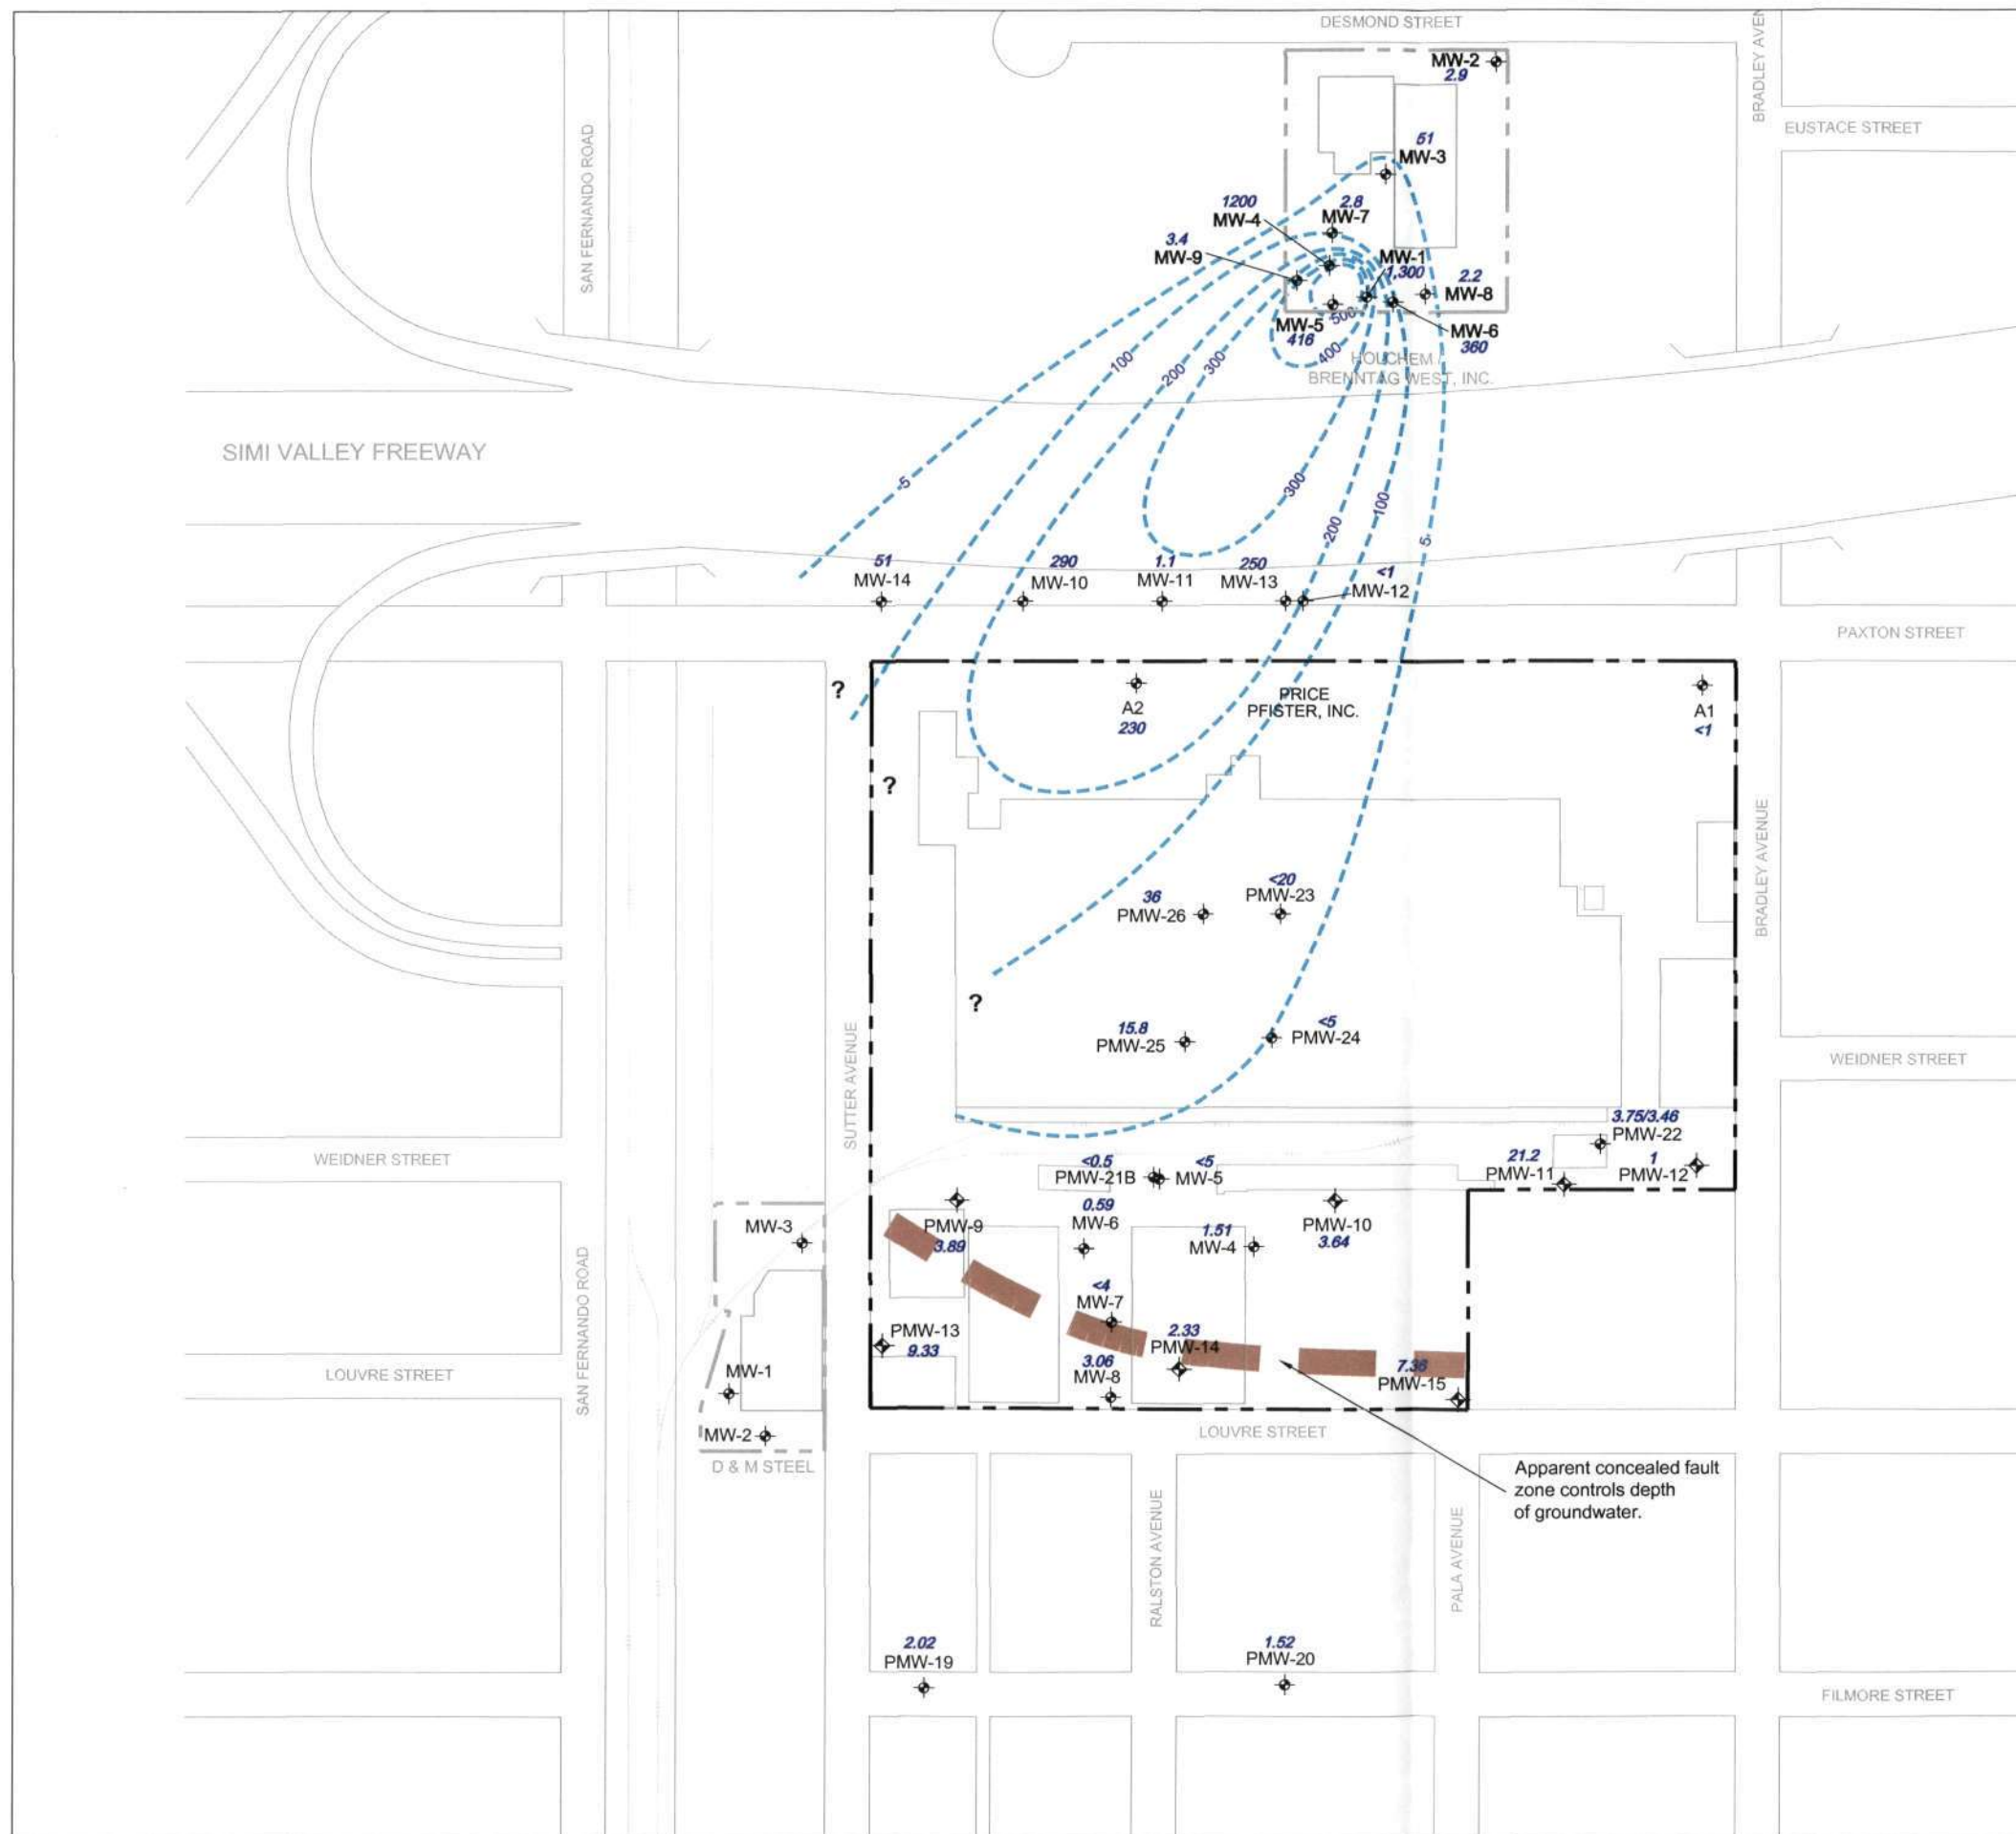 DESMOND STREET
BRADLEY AVEN
EUSTACE STREET
SAN FERNANDO ROAD
MW-2
2.9
51
MW-3
1200
MW-4
2.8
MW-7
3.4
MW-9
MW-1
1,300
2.2
MW-8
MW-5
416
500
400
MW-6
360
HOLCHEM /
BRENNTAG WEST, INC.
100
200
300
SIMI VALLEY FREEWAY
5
300
200
100
5
51
MW-14
290
MW-10
1.1
MW-11
250
MW-13
<1
MW-12
PAXTON STREET
?
?
A2
230
PRICE
PFISTER, INC.
A1
<1
BRADLEY AVENUE
36
PMW-26
<20
PMW-23
?
15.8
PMW-25
<5
PMW-24
SUTTER AVENUE
WEIDNER STREET
WEIDNER STREET
<0.5
PMW-21B
<5
MW-5
3.75/3.46
PMW-22
21.2
PMW-11
1
PMW-12
MW-3
PMW-9
3.89
0.59
MW-6
1.51
MW-4
PMW-10
3.64
SAN FERNANDO ROAD
<4
MW-7
PMW-13
9.33
2.33
PMW-14
LOUVRE STREET
MW-1
3.06
MW-8
7.36
PMW-15
MW-2
D & M STEEL
LOUVRE STREET
Apparent concealed fault
zone controls depth
of groundwater.
RALSTON AVENUE
PALA AVENUE
2.02
PMW-19
1.52
PMW-20
FILMORE STREET